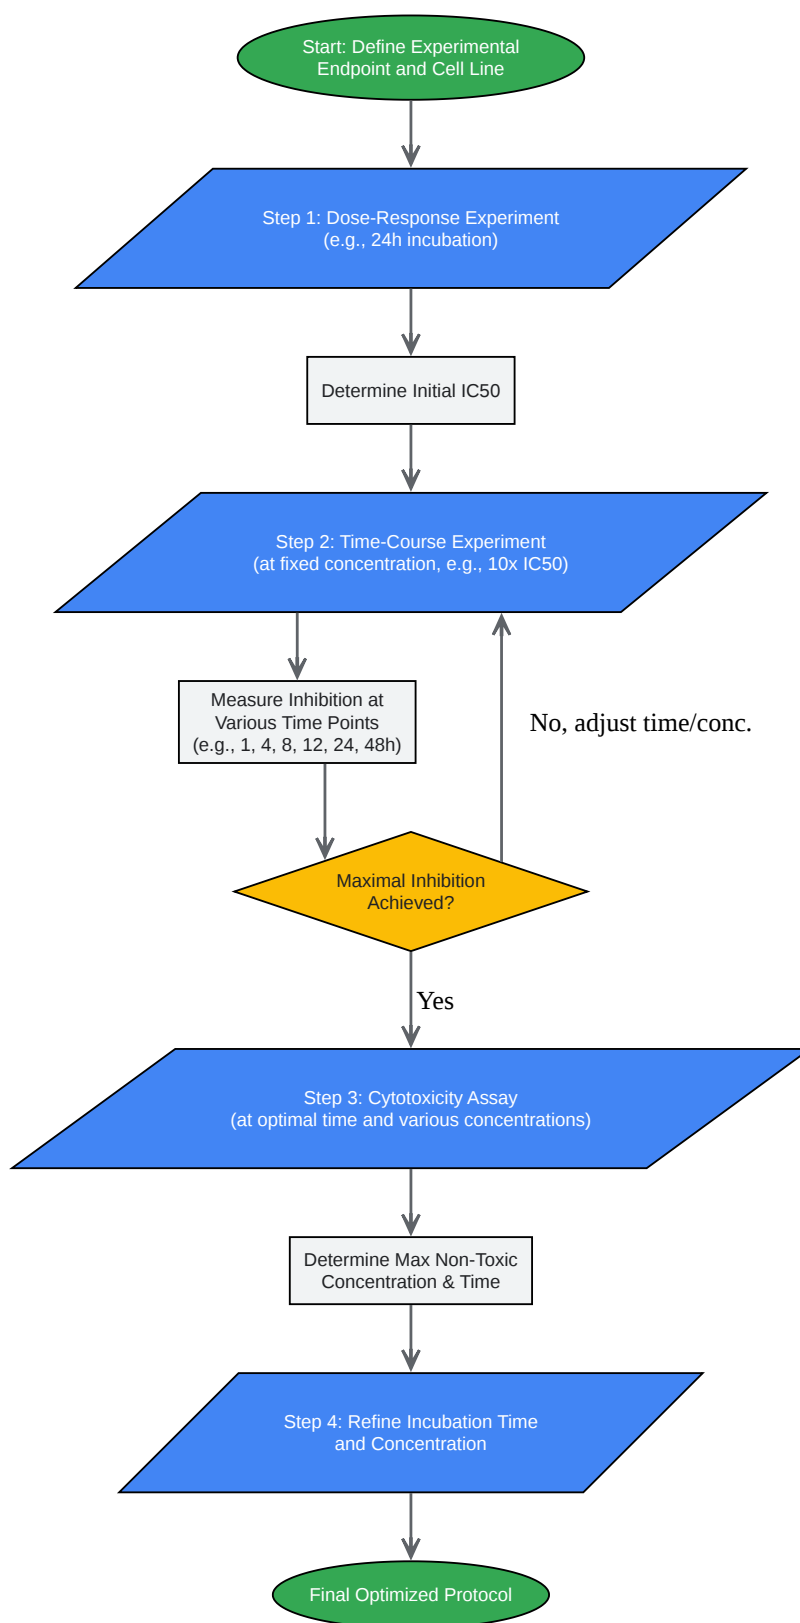 Start: Define Experimental
Endpoint and Cell Line
Step 1: Dose-Response Experiment
(e.g., 24h incubation)
Determine Initial IC50
Step 2: Time-Course Experiment
(at fixed concentration, e.g., 10x IC50)
Measure Inhibition at
Various Time Points
(e.g., 1, 4, 8, 12, 24, 48h)
No, adjust time/conc.
Maximal Inhibition
Achieved?
Yes
Step 3: Cytotoxicity Assay
(at optimal time and various concentrations)
Determine Max Non-Toxic
Concentration & Time
Step 4: Refine Incubation Time
and Concentration
Final Optimized Protocol